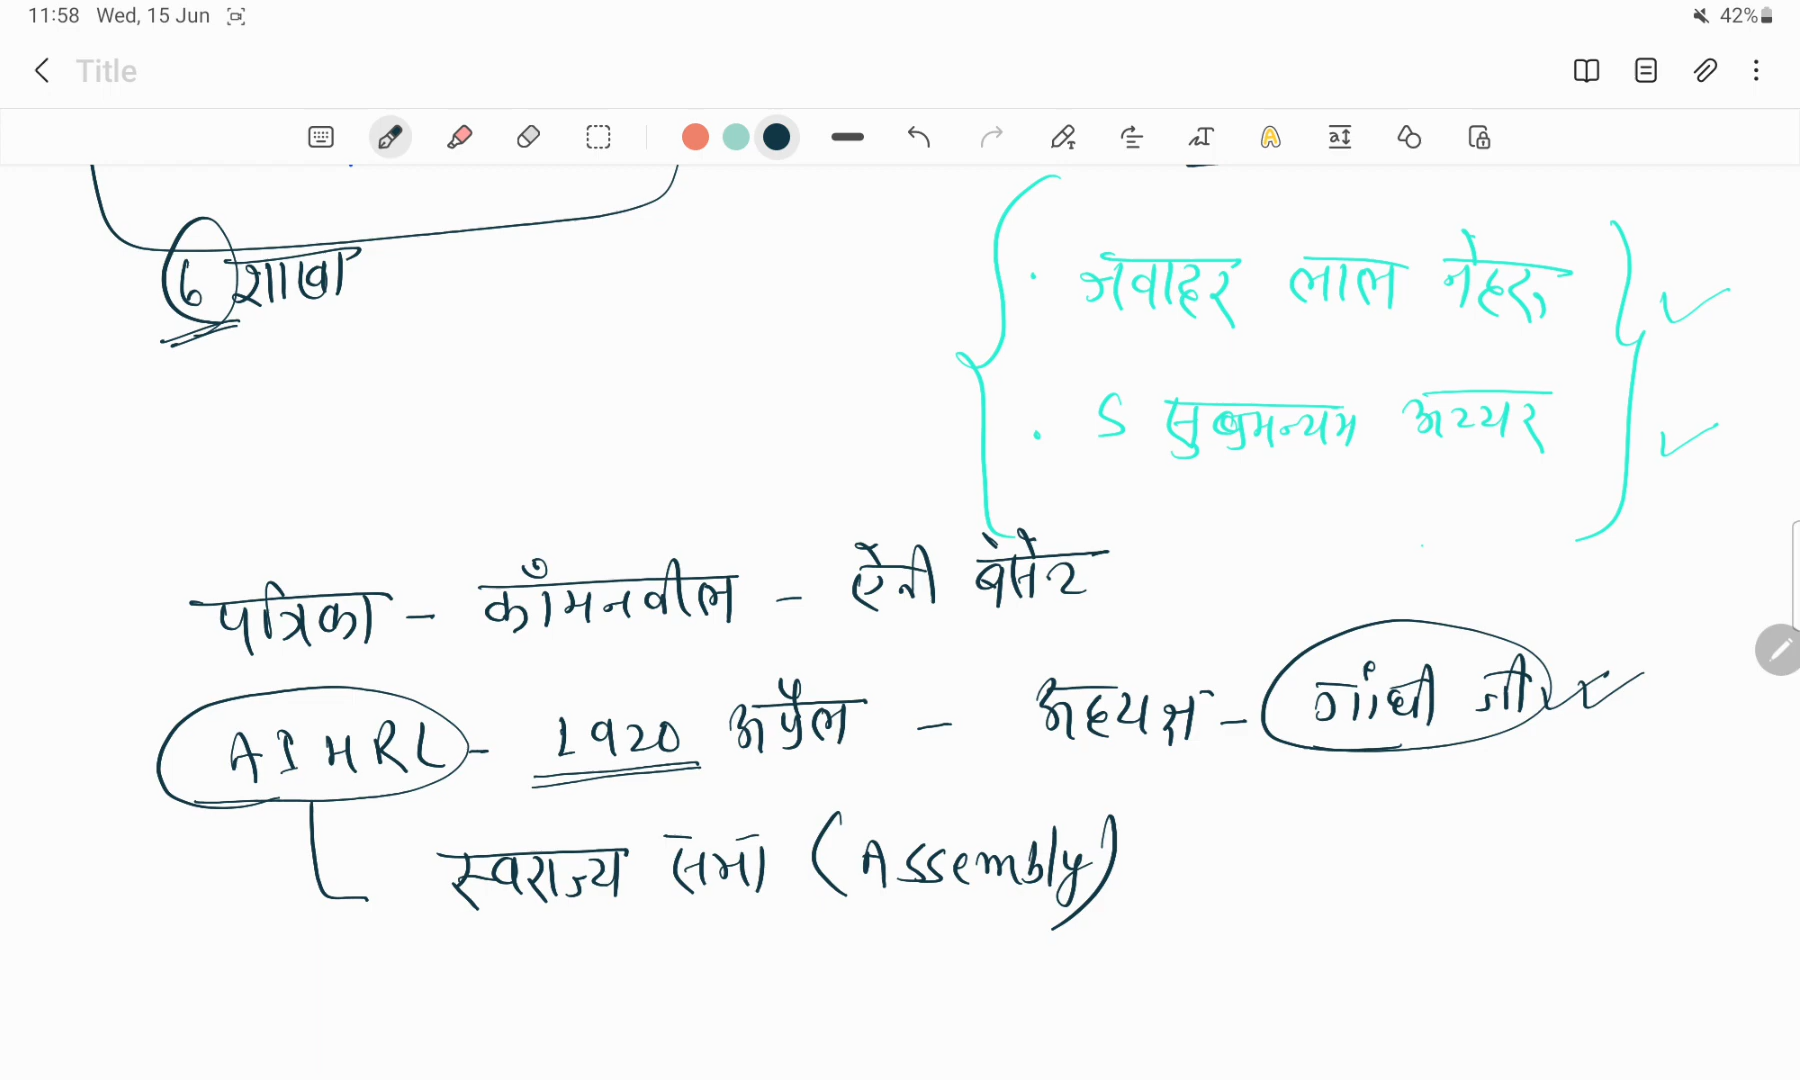 11:58 Wed, 15 Jun 42%
Title
6 शाखा
जवाहर लाल नेहरू
S सुब्रमन्यम अय्यर
पत्रिका - कॉमनवील - ऐनी बेसेंट
AIHRL - 1920 अप्रैल - अध्यक्ष - गांधी जी
स्वराज्य सभा (Assembly)